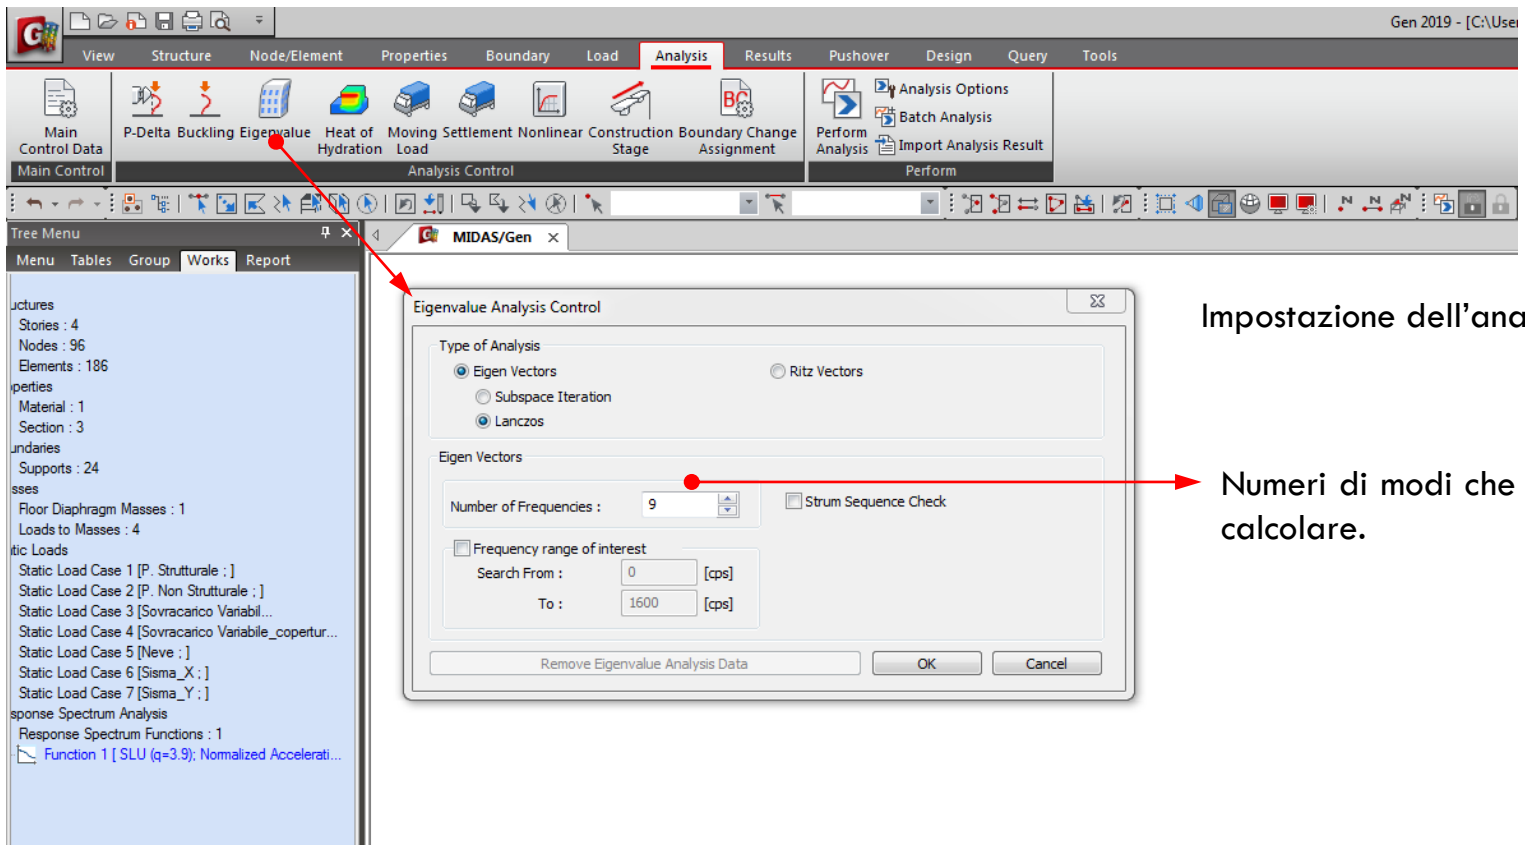 Gen 2019 - [C:\User
View Structure Node/Element Properties Boundary Load Analysis Results Pushover Design Query Tools
Main Control Data
P-Delta Buckling Eigenvalue Heat of Hydration Moving Load Settlement Nonlinear Construction Stage Boundary Change Assignment
Perform Analysis
Analysis Options
Batch Analysis
Import Analysis Result
Main Control Analysis Control Perform
Tree Menu
MIDAS/Gen
Menu Tables Group Works Report
uctures
Stories : 4
Nodes : 96
Elements : 186
operties
Material : 1
Section : 3
undaries
Supports : 24
sses
Floor Diaphragm Masses : 1
Loads to Masses : 4
tic Loads
Static Load Case 1 [P. Strutturale ; ]
Static Load Case 2 [P. Non Strutturale ; ]
Static Load Case 3 [Sovracarico Variabil...
Static Load Case 4 [Sovracarico Variabile_copertur...
Static Load Case 5 [Neve ; ]
Static Load Case 6 [Sisma_X ; ]
Static Load Case 7 [Sisma_Y ; ]
sponse Spectrum Analysis
Response Spectrum Functions : 1
Function 1 [ SLU (q=3.9); Normalized Accelerati...
Eigenvalue Analysis Control
Type of Analysis
Eigen Vectors Ritz Vectors
Subspace Iteration
Lanczos
Eigen Vectors
Number of Frequencies : 9 Strum Sequence Check
Frequency range of interest
Search From : 0 [cps]
To : 1600 [cps]
Remove Eigenvalue Analysis Data OK Cancel
Impostazione dell'ana
Numeri di modi che
calcolare.